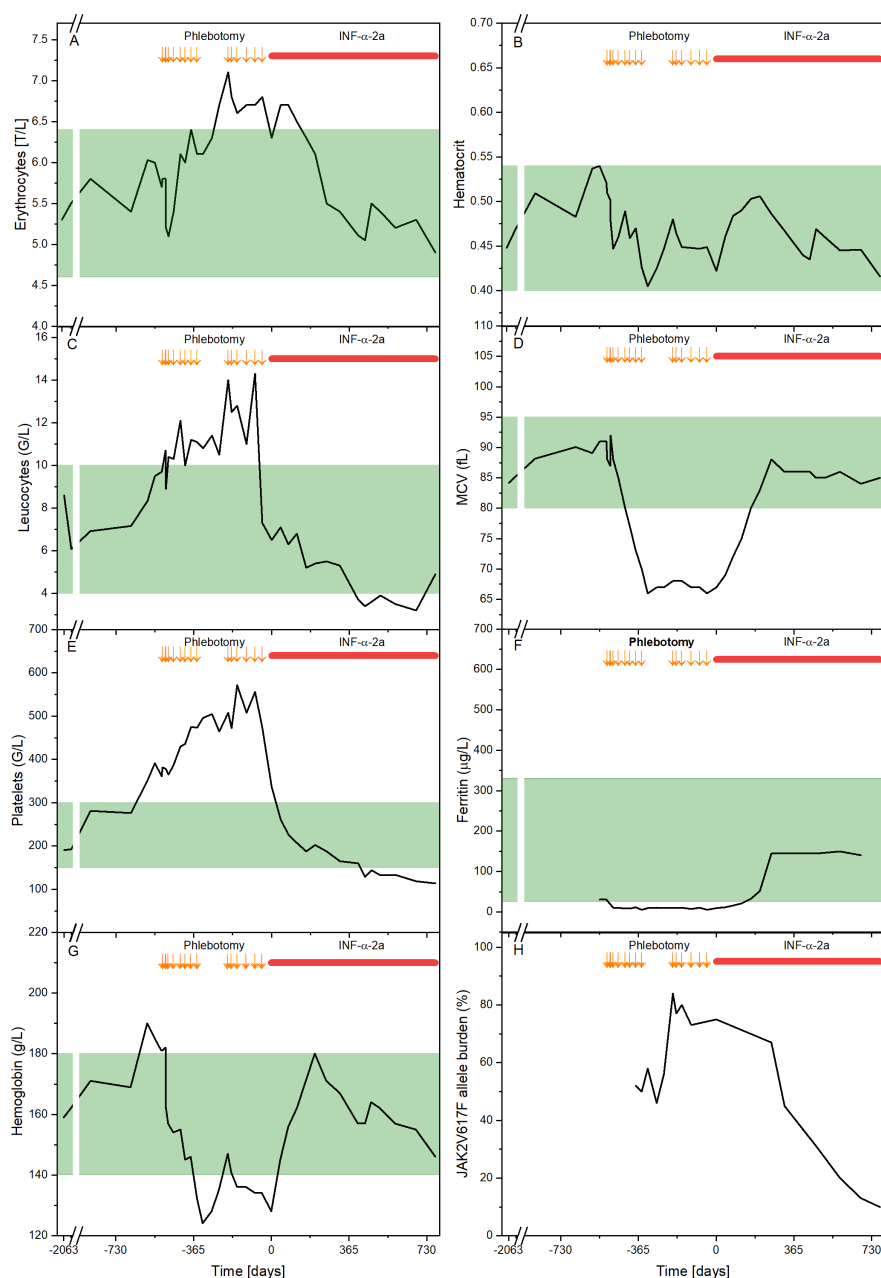 A
Phlebotomy
INF-α-2a
Erythrocytes [T/L]
7.5
7.0
6.5
6.0
5.5
5.0
4.5
4.0
B
Phlebotomy
INF-α-2a
Hematocrit
0.70
0.65
0.60
0.55
0.50
0.45
0.40
C
Phlebotomy
INF-α-2a
Leucocytes (G/L)
16
14
12
10
8
6
4
D
Phlebotomy
INF-α-2a
MCV (fL)
110
105
100
95
90
85
80
75
70
65
E
Phlebotomy
INF-α-2a
Platelets (G/L)
700
600
500
400
300
200
100
F
Phlebotomy
INF-α-2a
Ferritin (µg/L)
700
600
500
400
300
200
100
0
G
Phlebotomy
INF-α-2a
Hemoglobin (g/L)
220
200
180
160
140
120
-2063
-730
-365
0
365
730
Time [days]
H
Phlebotomy
INF-α-2a
JAK2V617F allele burden (%)
100
80
60
40
20
0
-2063
-365
0
365
730
Time [days]